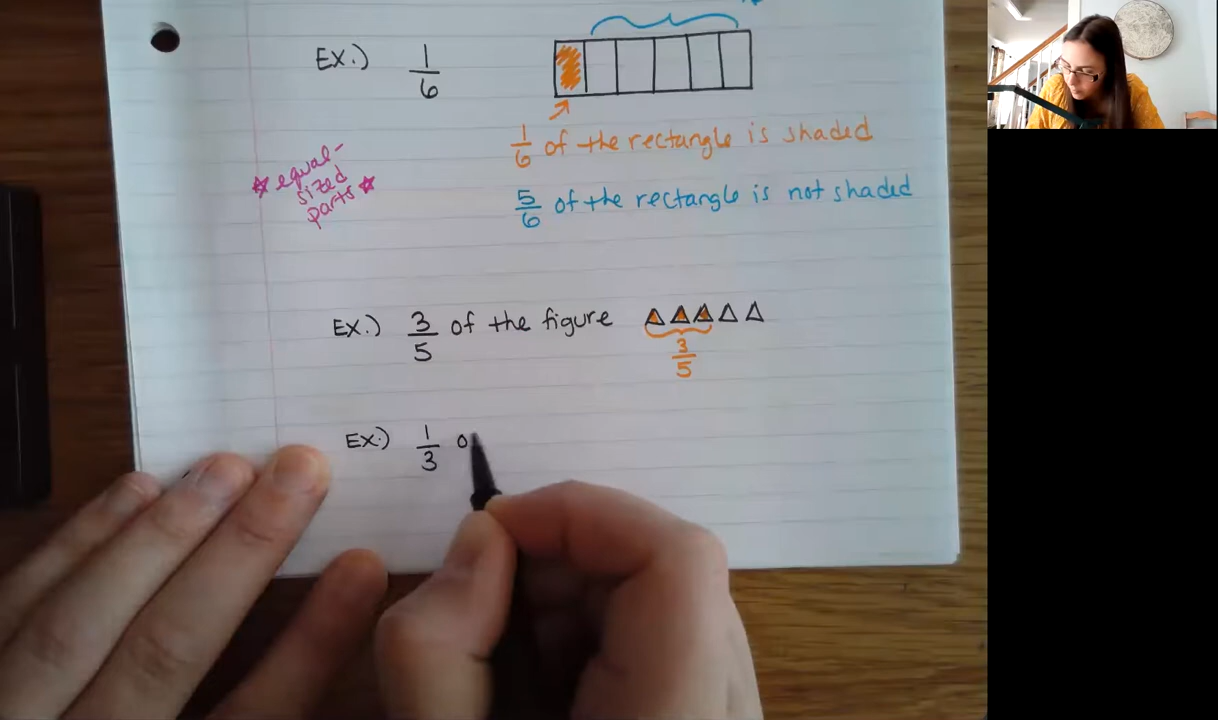 Ex.) 1/6
1/6 of the rectangle is shaded
☆ equal-
sized
parts ☆
5/6 of the rectangle is not shaded
Ex.) 3/5 of the figure
3/5
Ex.) 1/3 o